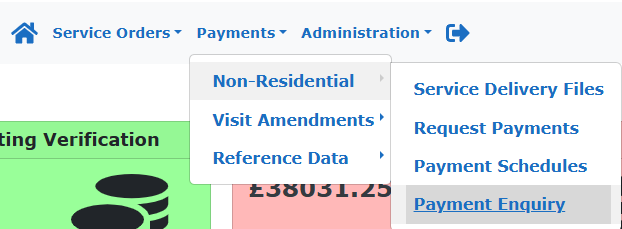 Service Orders Payments Administration
Non-Residential
Visit Amendments
Reference Data
Service Delivery Files
Request Payments
Payment Schedules
Payment Enquiry
ting Verification
£38031.25